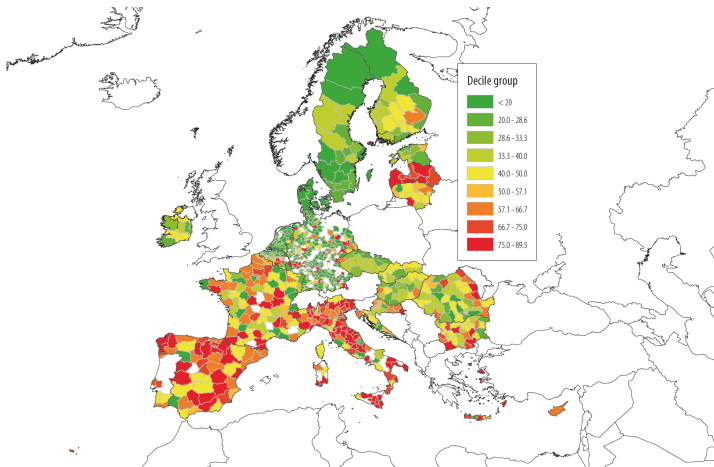 Decile group
< 20
20.0 - 28.6
28.6 - 33.3
33.3 - 40.0
40.0 - 50.0
50.0 - 57.1
57.1 - 66.7
66.7 - 75.0
75.0 - 89.5